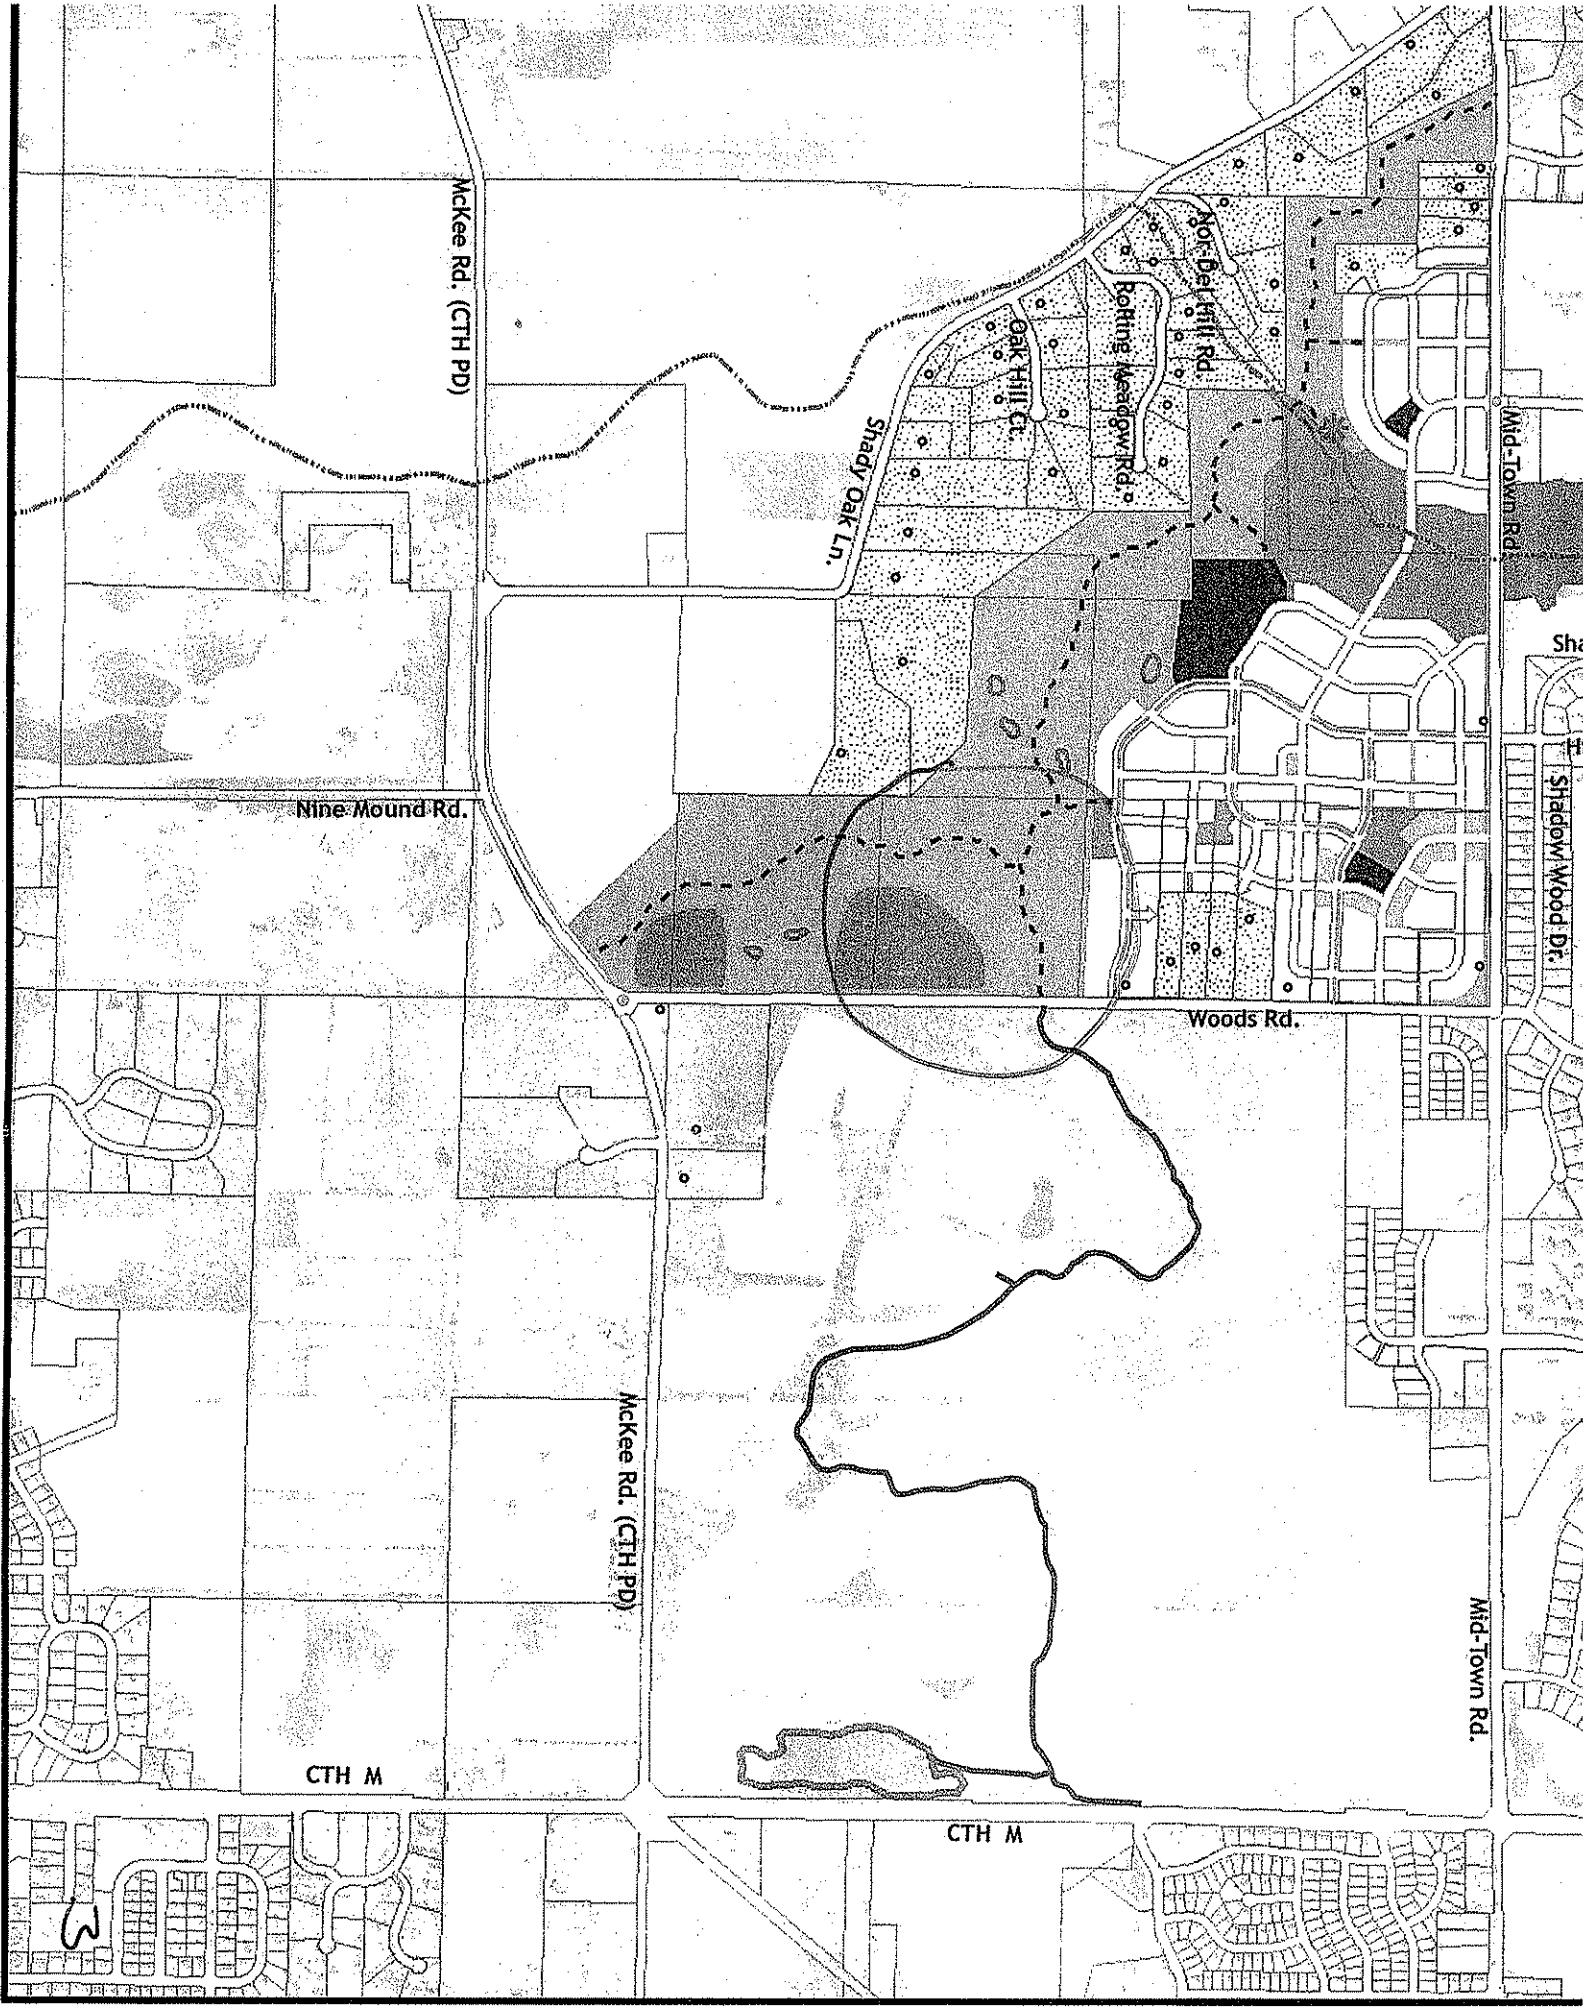 McKee Rd. (CTH PD)
Nor-Del Hill Rd.
Rolling Meadow Rd.
Oak Hill Ct.
Shady Oak Ln.
Mid-Town Rd.
Sha
H
Shadow Wood Dr.
Nine Mound Rd.
Woods Rd.
McKee Rd. (CTH PD)
Mid-Town Rd.
CTH M
CTH M
3